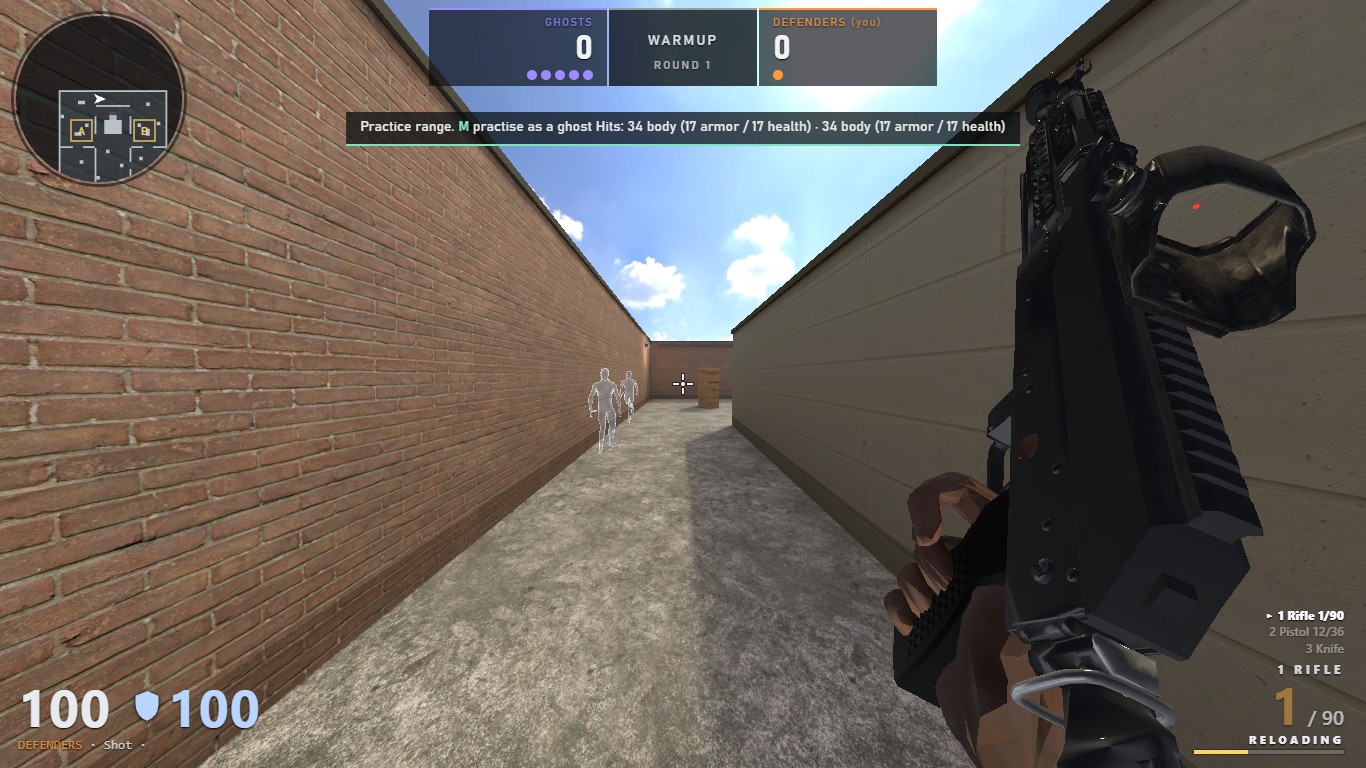 GHOSTS
0
WARMUP
ROUND 1
DEFENDERS (you)
0
Practice range. M practise as a ghost Hits: 34 body (17 armor / 17 health) · 34 body (17 armor / 17 health)
A
B
▸ 1 Rifle 1/90
2 Pistol 12/36
3 Knife
1 RIFLE
1 / 90
RELOADING
100 100
DEFENDERS · Shot ·